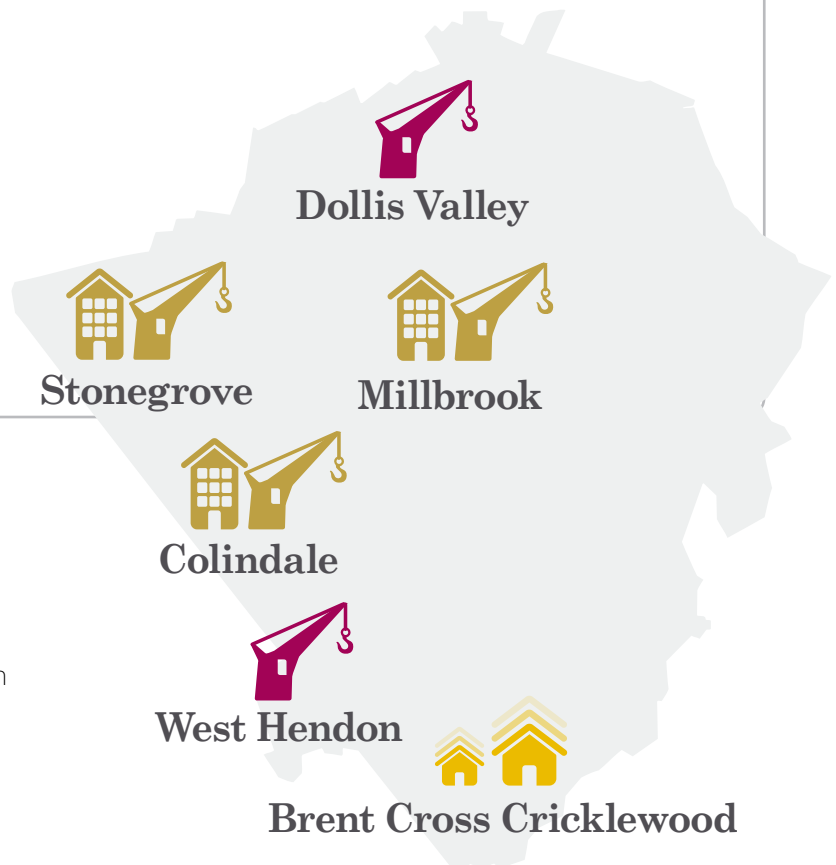 Dollis Valley
Stonegrove
Millbrook
Colindale
n
West Hendon
Brent Cross Cricklewood